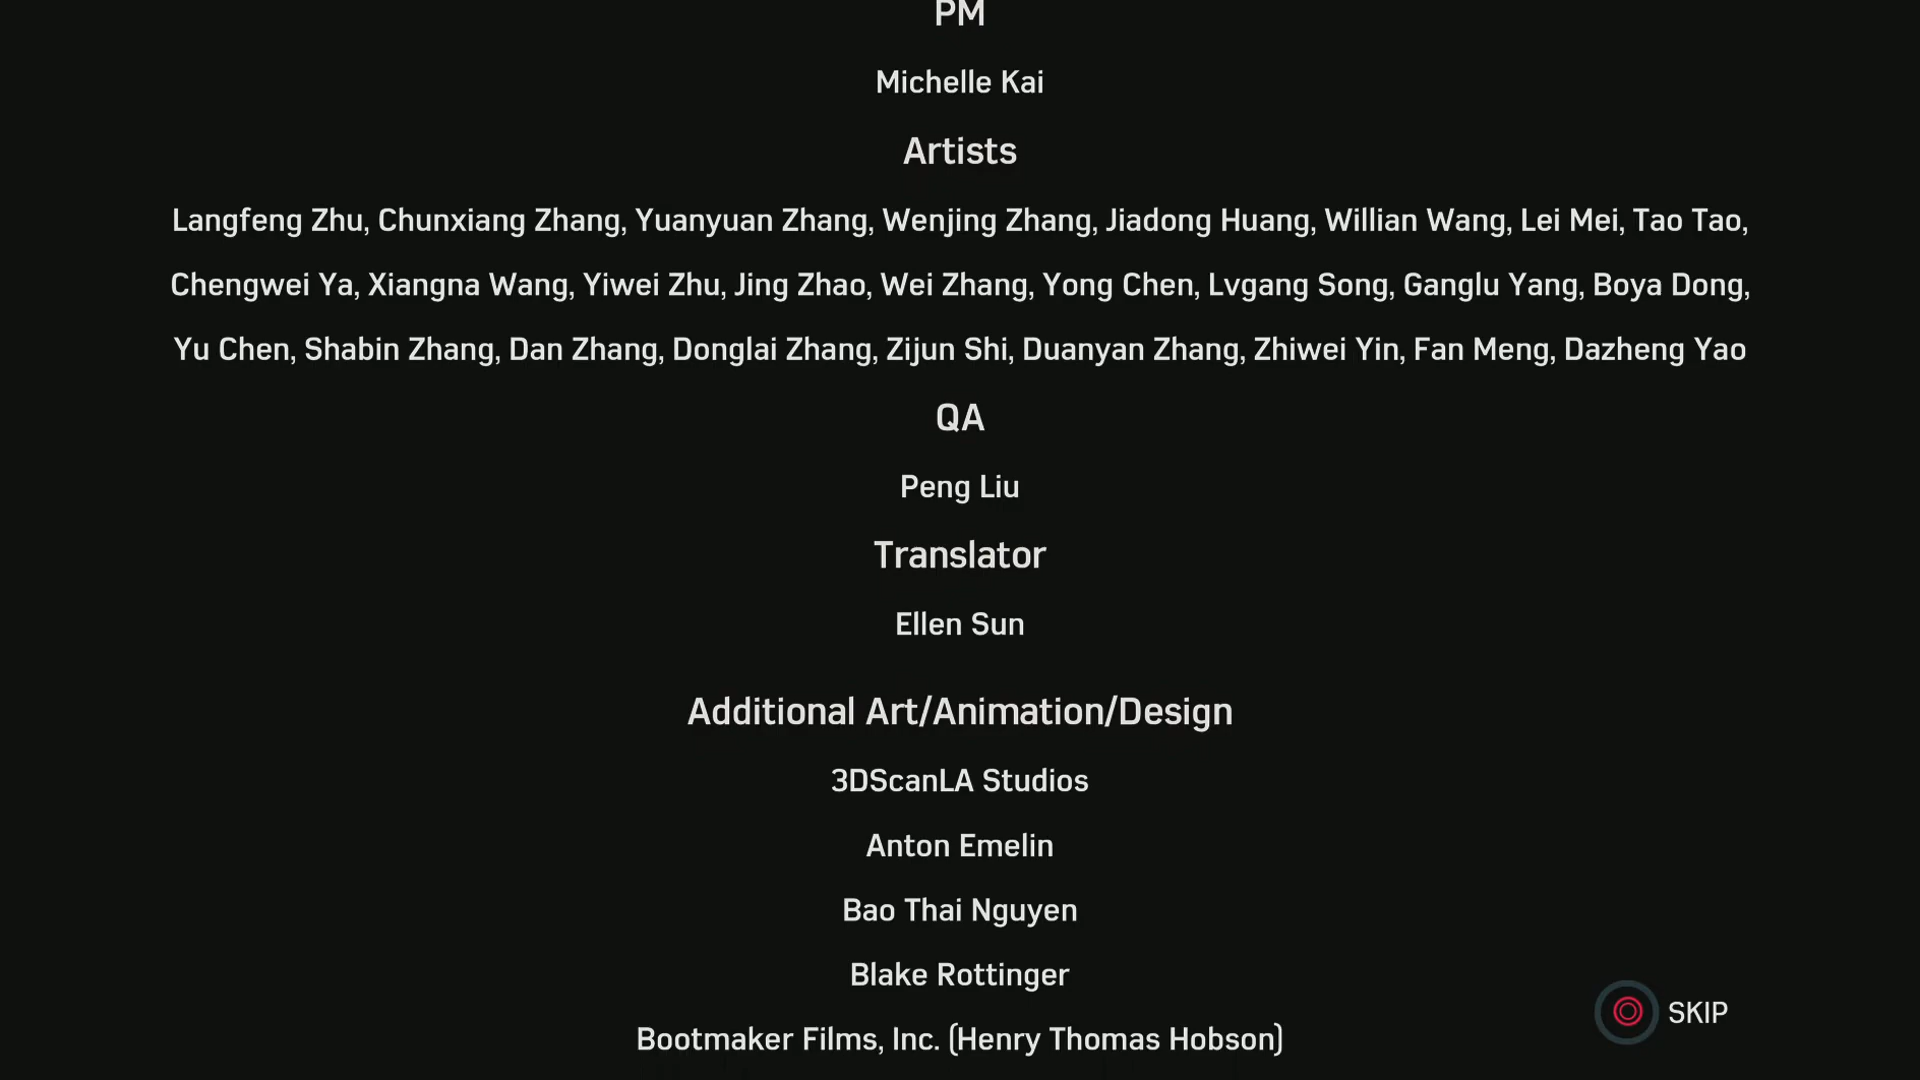 PM
Michelle Kai
Artists
Langfeng Zhu, Chunxiang Zhang, Yuanyuan Zhang, Wenjing Zhang, Jiadong Huang, Willian Wang, Lei Mei, Tao Tao,
Chengwei Ya, Xiangna Wang, Yiwei Zhu, Jing Zhao, Wei Zhang, Yong Chen, Lvgang Song, Ganglu Yang, Boya Dong,
Yu Chen, Shabin Zhang, Dan Zhang, Donglai Zhang, Zijun Shi, Duanyan Zhang, Zhiwei Yin, Fan Meng, Dazheng Yao
QA
Peng Liu
Translator
Ellen Sun
Additional Art/Animation/Design
3DScanLA Studios
Anton Emelin
Bao Thai Nguyen
Blake Rottinger
Bootmaker Films, Inc. (Henry Thomas Hobson)
SKIP